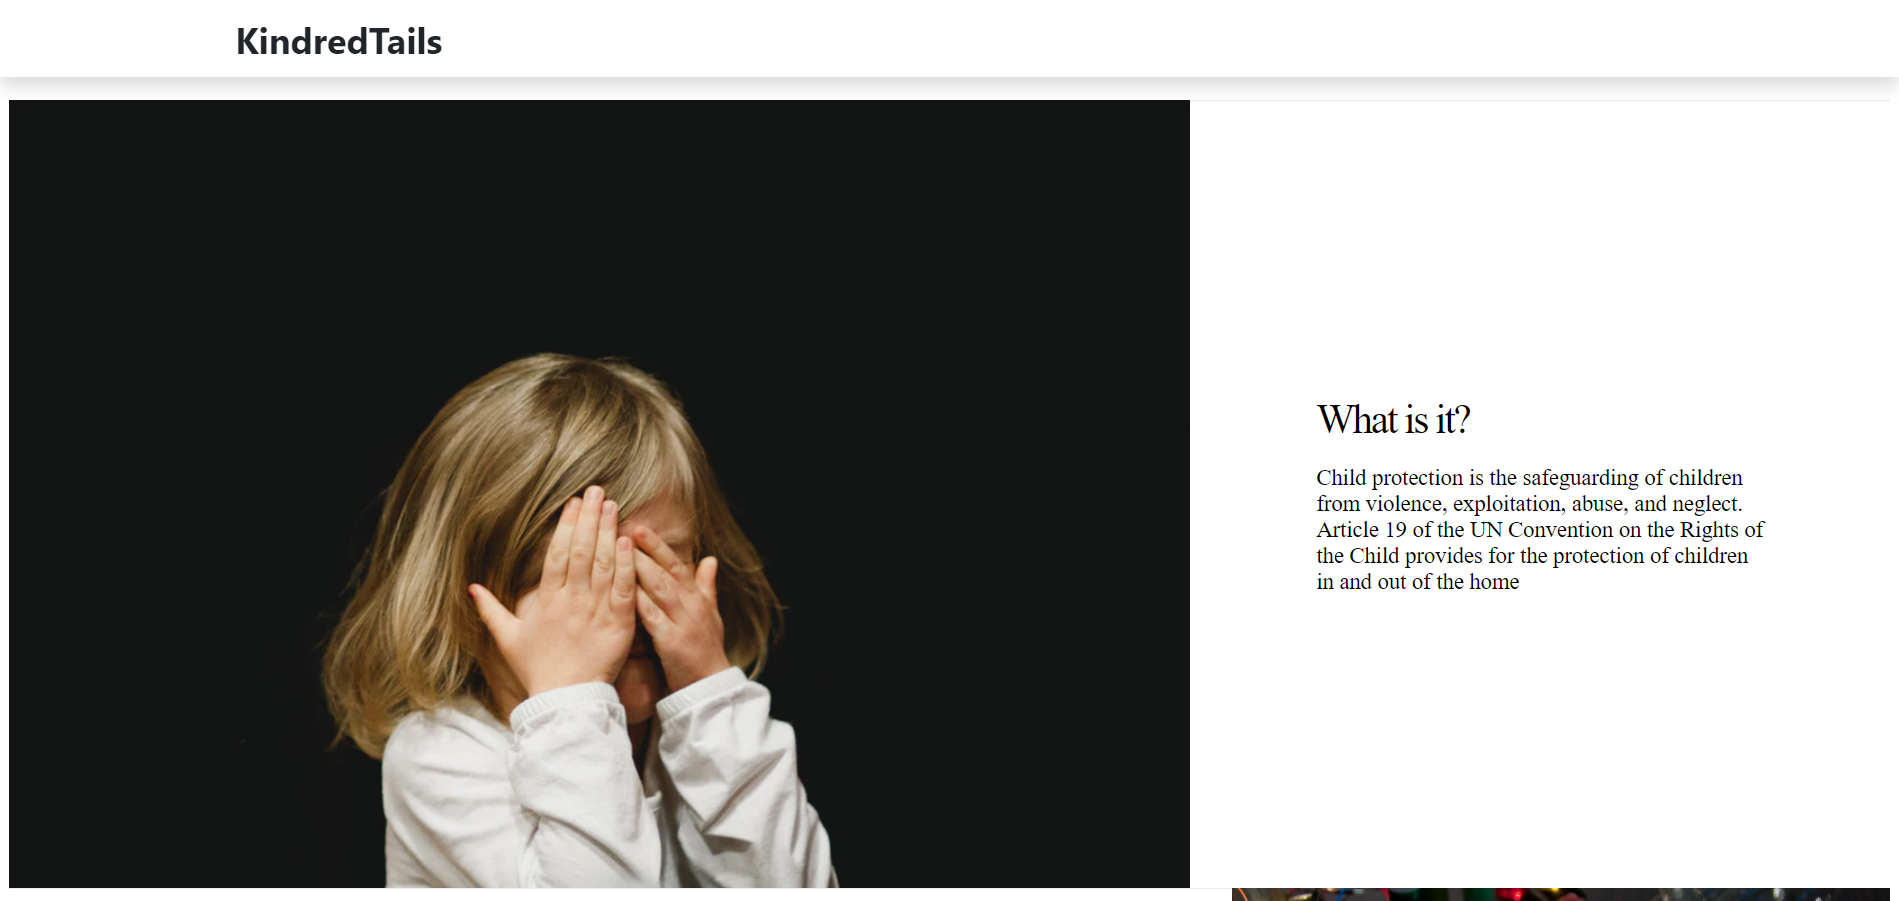 KindredTails
What is it?
Child protection is the safeguarding of children
from violence, exploitation, abuse, and neglect.
Article 19 of the UN Convention on the Rights of
the Child provides for the protection of children
in and out of the home